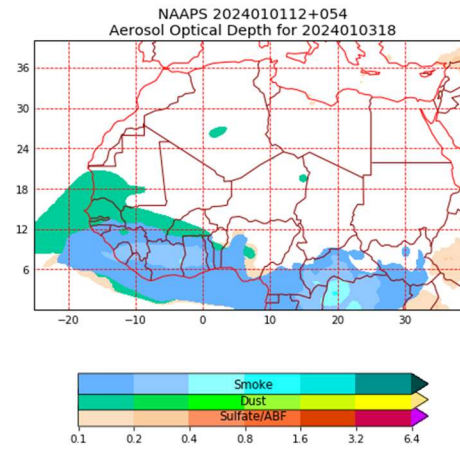 NAAPS 2024010112+054
Aerosol Optical Depth for 2024010318
36
30
24
18
12
6
−20 −10 0 10 20 30
Smoke
Dust
Sulfate/ABF
0.1 0.2 0.4 0.8 1.6 3.2 6.4